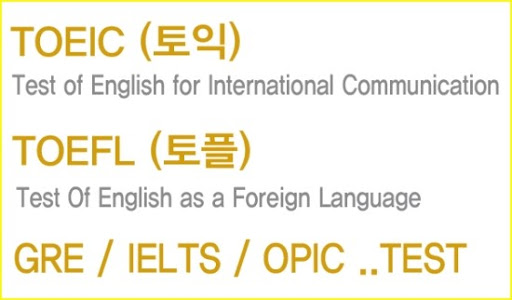 TOEIC (토익)
Test of English for International Communication
TOEFL (토플)
Test Of English as a Foreign Language
GRE / IELTS / OPIC ..TEST